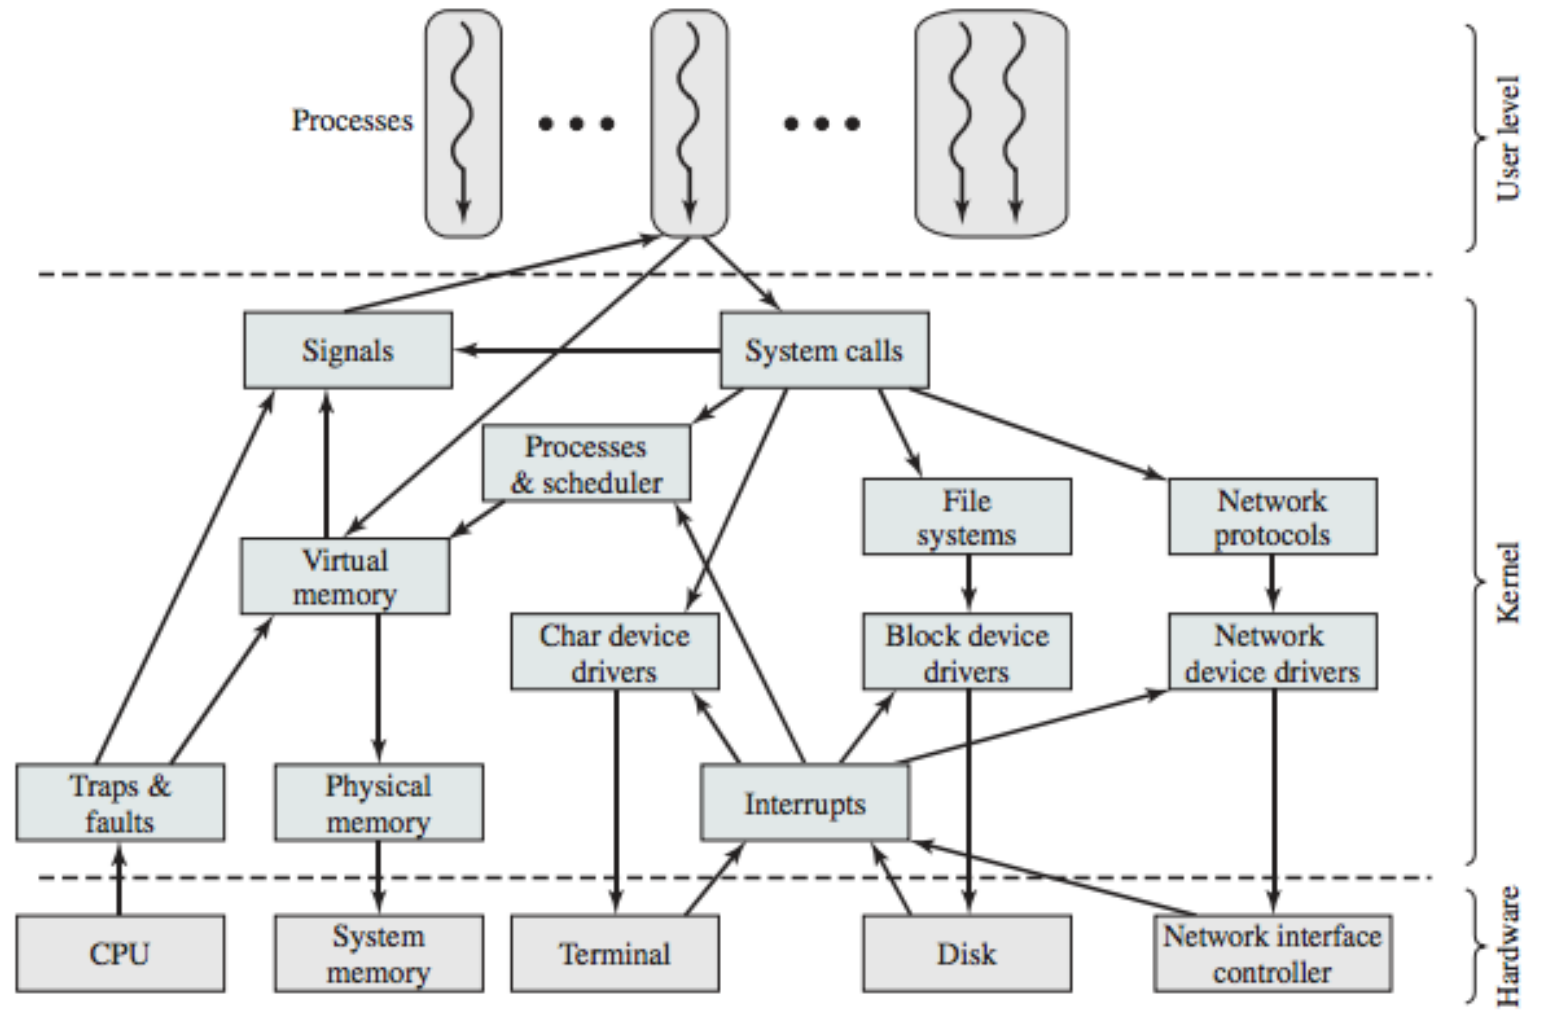 Processes
User level
Signals
System calls
Processes
& scheduler
File
systems
Network
protocols
Virtual
memory
Kernel
Char device
drivers
Block device
drivers
Network
device drivers
Traps &
faults
Physical
memory
Interrupts
CPU
System
memory
Terminal
Disk
Network interface
controller
Hardware